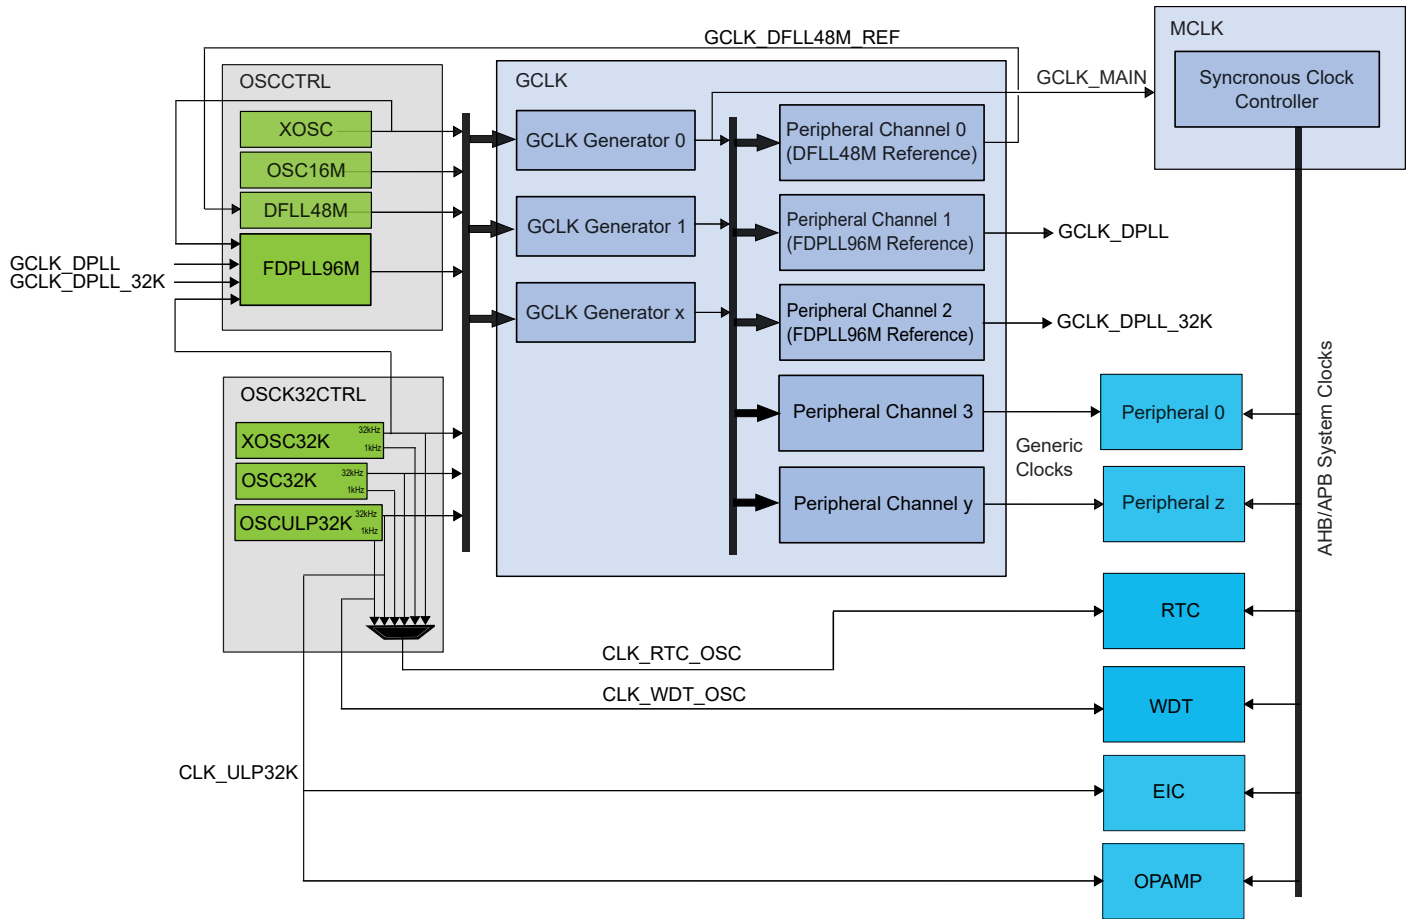 GCLK_DFLL48M_REF
MCLK
OSCCTRL
GCLK
GCLK_MAIN
Syncronous Clock
Controller
XOSC
GCLK Generator 0
Peripheral Channel 0
(DFLL48M Reference)
OSC16M
DFLL48M
GCLK Generator 1
Peripheral Channel 1
(FDPLL96M Reference)
GCLK_DPLL
GCLK_DPLL
GCLK_DPLL_32K
FDPLL96M
GCLK Generator x
Peripheral Channel 2
(FDPLL96M Reference)
GCLK_DPLL_32K
OSCK32CTRL
XOSC32K
32kHz
1kHz
Peripheral Channel 3
Peripheral 0
Generic
Clocks
AHB/APB System Clocks
OSC32K
32kHz
1kHz
Peripheral Channel y
Peripheral z
OSCULP32K
32kHz
1kHz
RTC
CLK_RTC_OSC
CLK_WDT_OSC
WDT
CLK_ULP32K
EIC
OPAMP